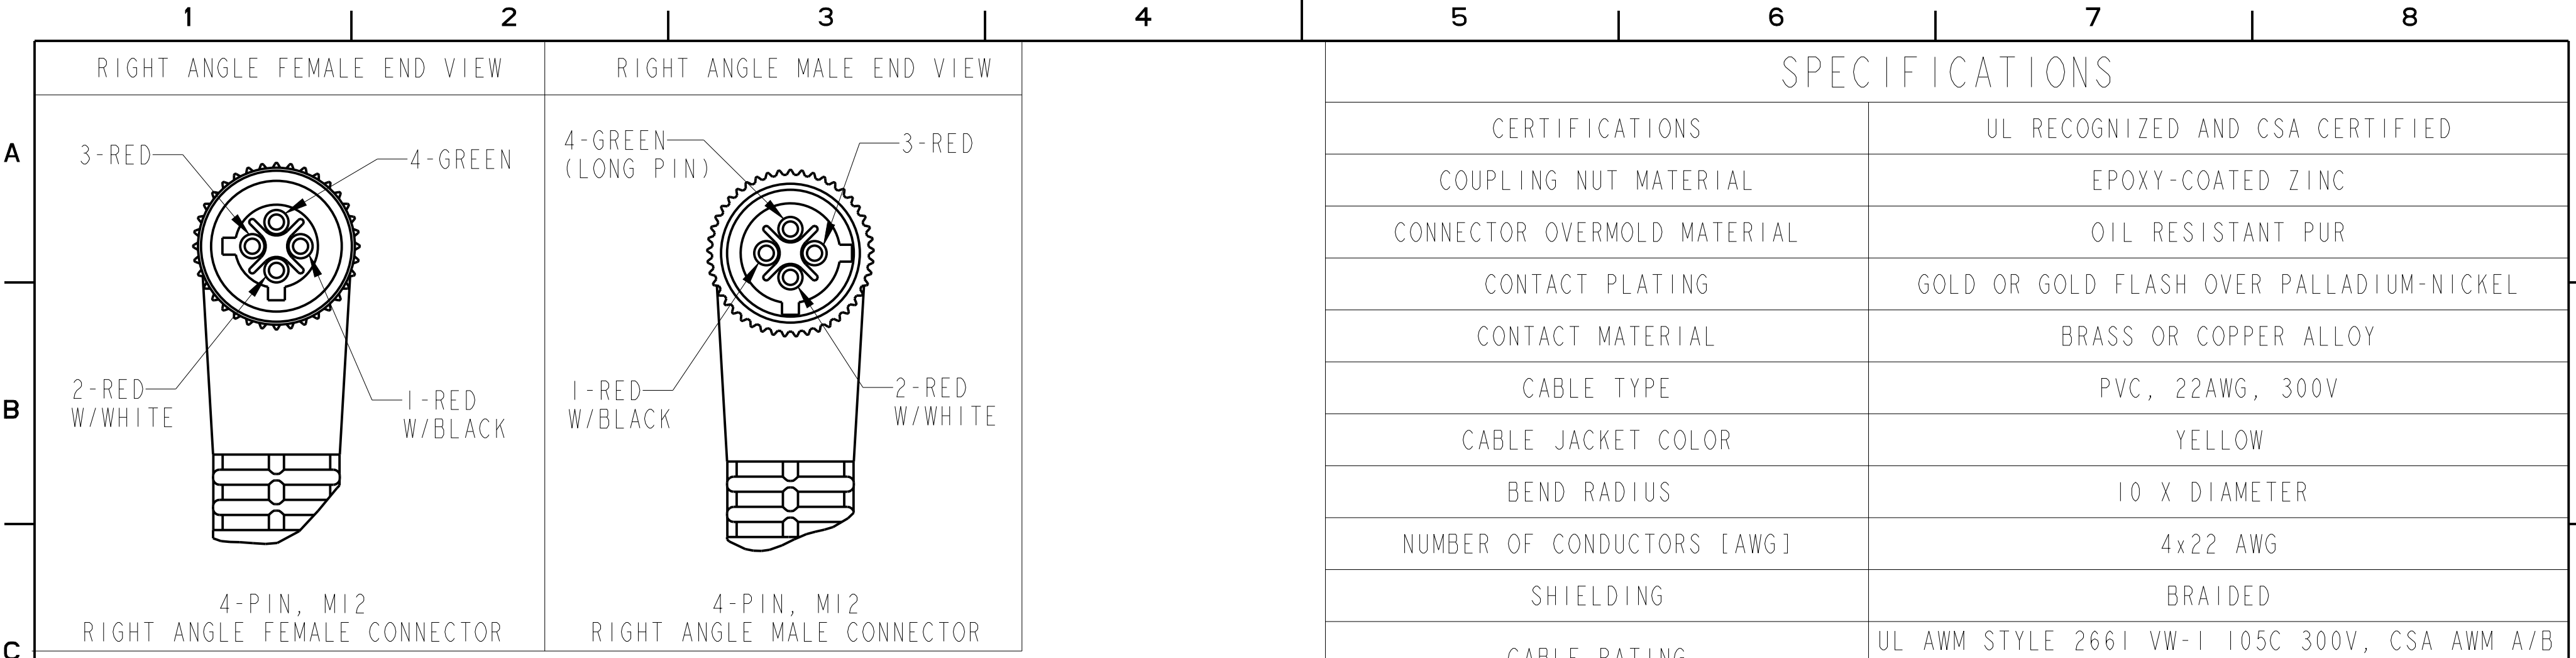 1 2 3 4 5 6 7 8
A
B
C
RIGHT ANGLE FEMALE END VIEW
3-RED
4-GREEN
2-RED
W/WHITE
1-RED
W/BLACK
4-PIN, M12
RIGHT ANGLE FEMALE CONNECTOR
RIGHT ANGLE MALE END VIEW
4-GREEN
(LONG PIN)
3-RED
1-RED
W/BLACK
2-RED
W/WHITE
4-PIN, M12
RIGHT ANGLE MALE CONNECTOR
SPECIFICATIONS
CERTIFICATIONS UL RECOGNIZED AND CSA CERTIFIED
COUPLING NUT MATERIAL EPOXY-COATED ZINC
CONNECTOR OVERMOLD MATERIAL OIL RESISTANT PUR
CONTACT PLATING GOLD OR GOLD FLASH OVER PALLADIUM-NICKEL
CONTACT MATERIAL BRASS OR COPPER ALLOY
CABLE TYPE PVC, 22AWG, 300V
CABLE JACKET COLOR YELLOW
BEND RADIUS 10 X DIAMETER
NUMBER OF CONDUCTORS [AWG] 4x22 AWG
SHIELDING BRAIDED
CABLE RATING UL AWM STYLE 2661 VW-1 105C 300V, CSA AWM A/B